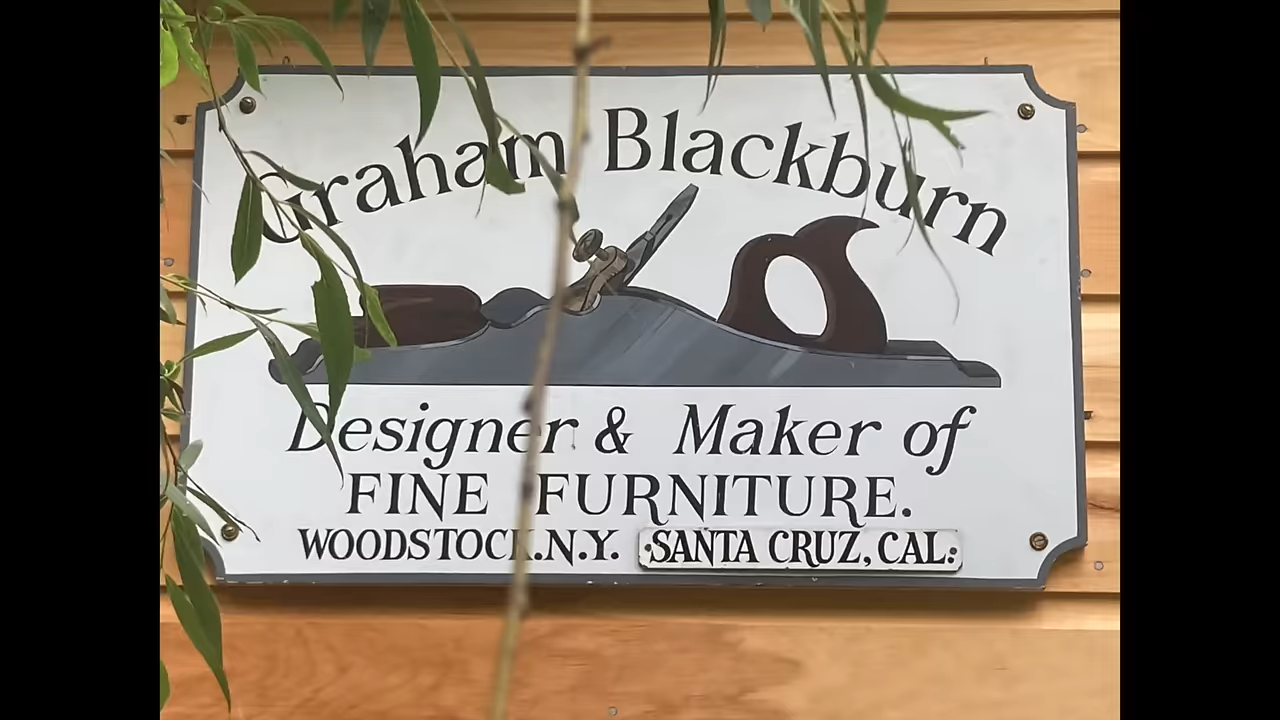 Graham Blackburn
Designer & Maker of
FINE FURNITURE.
WOODSTOCK.N.Y. SANTA CRUZ, CAL.